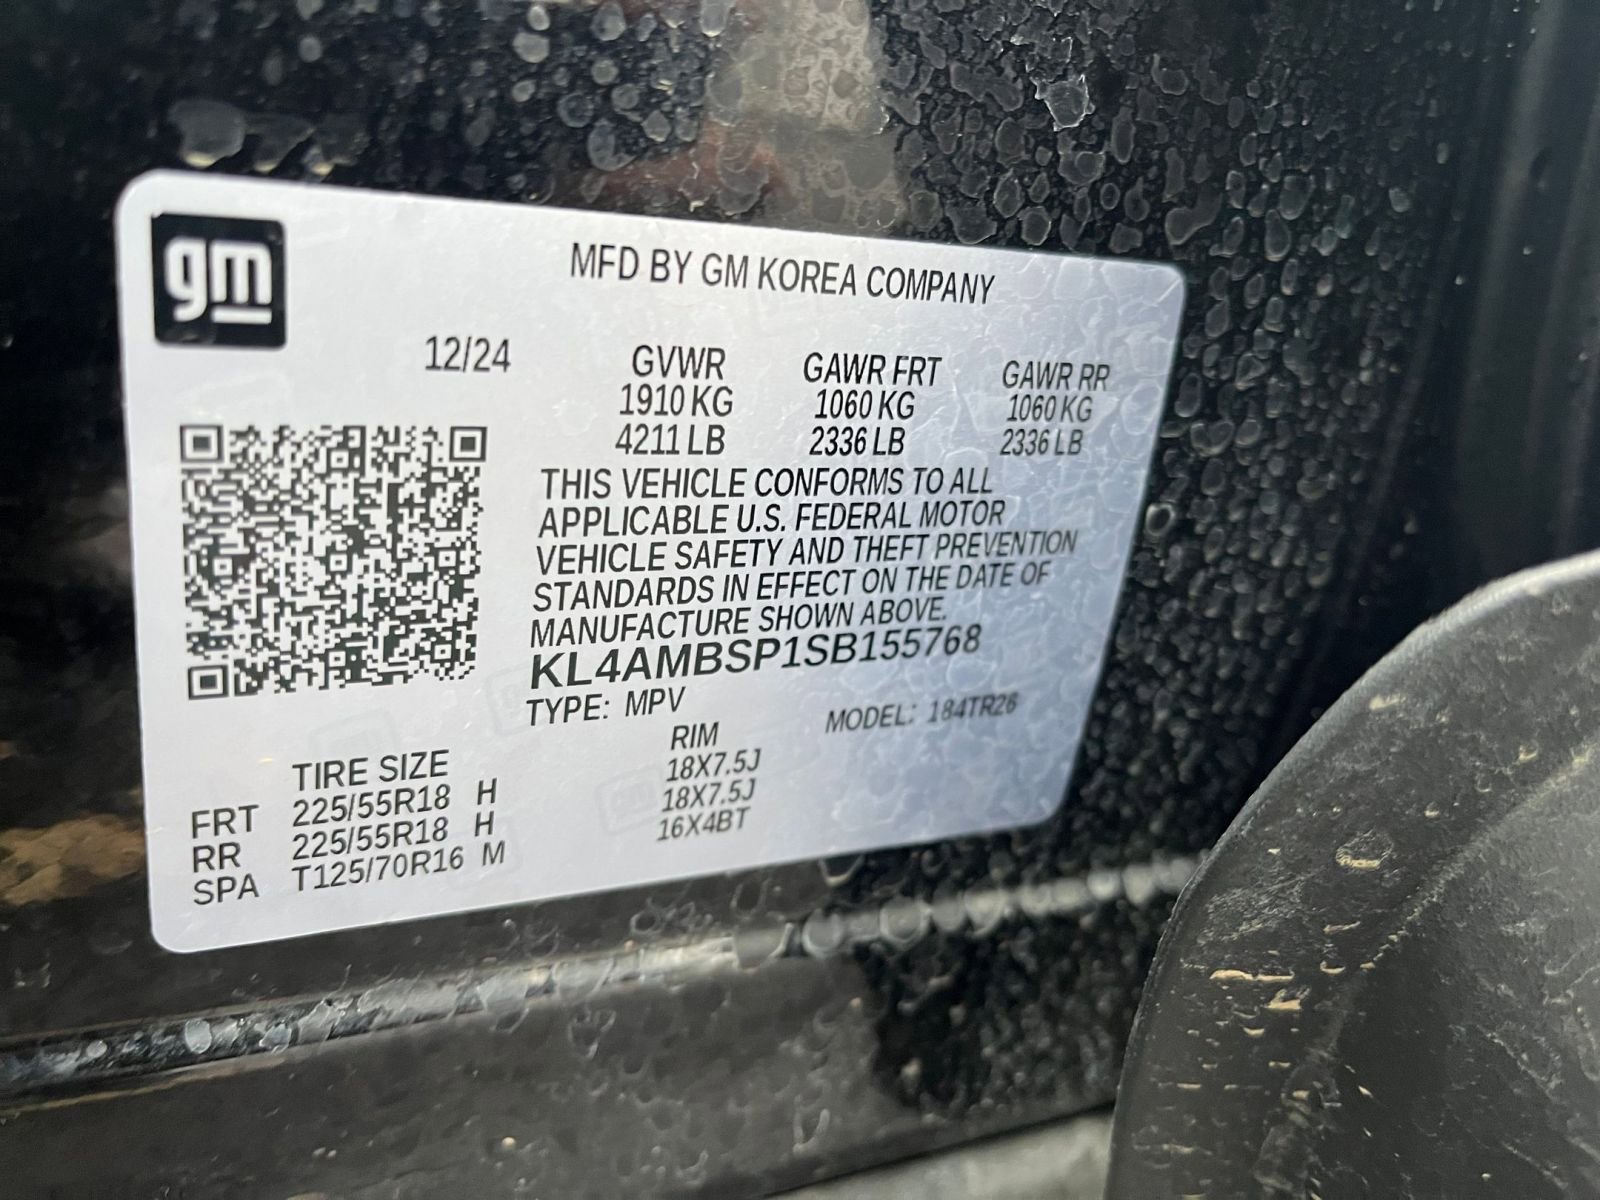 gm
MFD BY GM KOREA COMPANY
12/24 GVWR GAWR FRT GAWR RR
1910 KG 1060 KG 1060 KG
4211 LB 2336 LB 2336 LB
THIS VEHICLE CONFORMS TO ALL
APPLICABLE U.S. FEDERAL MOTOR
VEHICLE SAFETY AND THEFT PREVENTION
STANDARDS IN EFFECT ON THE DATE OF
MANUFACTURE SHOWN ABOVE.
KL4AMBSP1SB155768
TYPE: MPV MODEL: 184TR26
TIRE SIZE RIM
FRT 225/55R18 H 18X7.5J
RR 225/55R18 H 18X7.5J
SPA T125/70R16 M 16X4BT